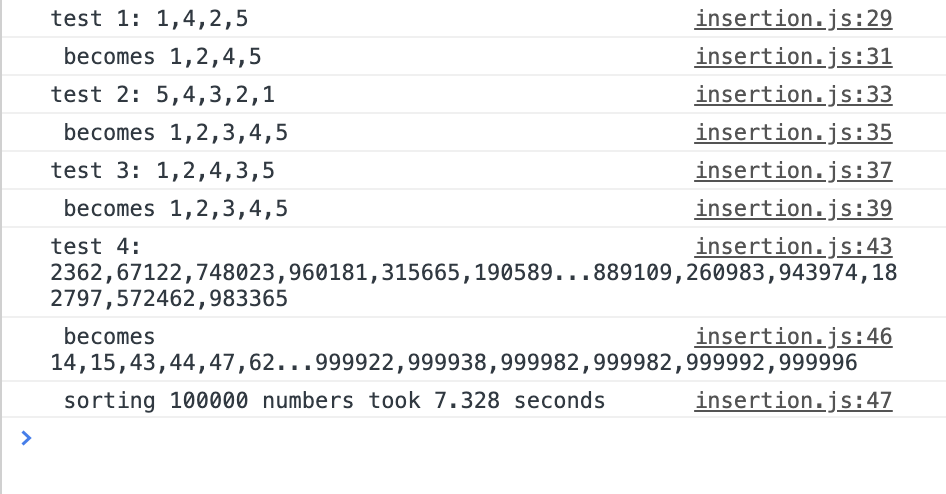 test 1: 1,4,2,5 insertion.js:29
becomes 1,2,4,5 insertion.js:31
test 2: 5,4,3,2,1 insertion.js:33
becomes 1,2,3,4,5 insertion.js:35
test 3: 1,2,4,3,5 insertion.js:37
becomes 1,2,3,4,5 insertion.js:39
test 4: insertion.js:43
2362,67122,748023,960181,315665,190589...889109,260983,943974,18
2797,572462,983365
becomes insertion.js:46
14,15,43,44,47,62...999922,999938,999982,999982,999992,999996
sorting 100000 numbers took 7.328 seconds insertion.js:47